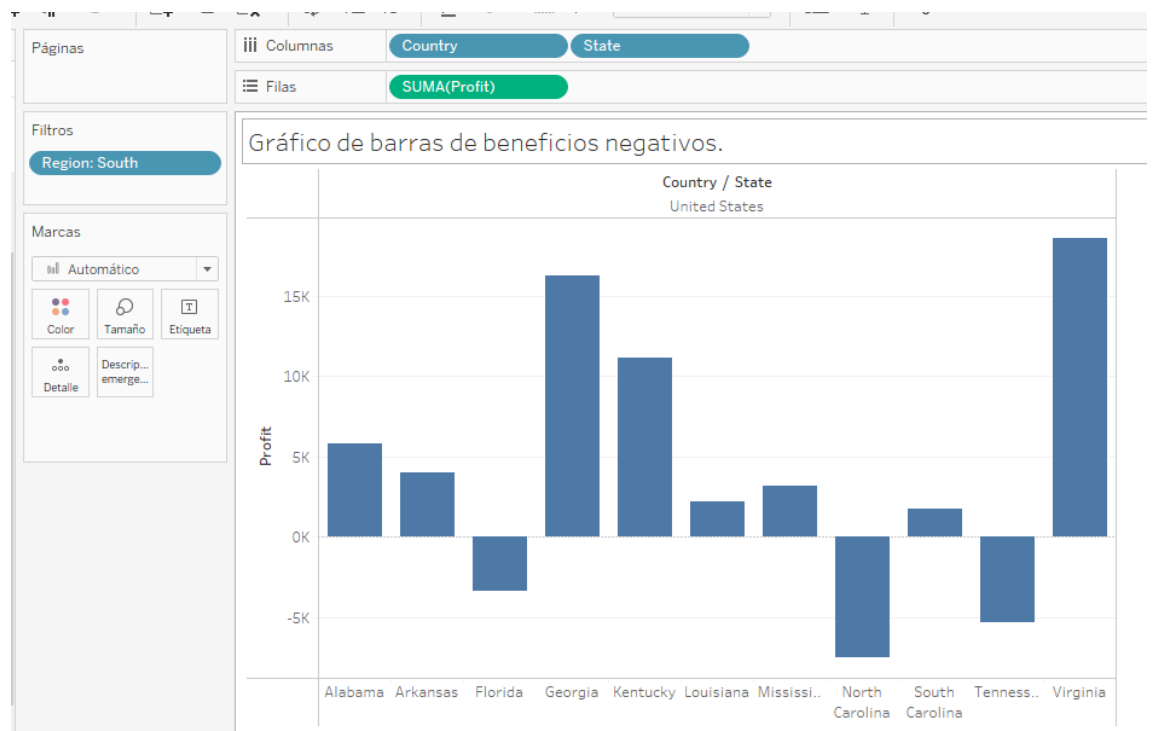 Páginas
Columnas
Country
State
Filas
SUMA(Profit)
Filtros
Region: South
Marcas
Automático
Color
Tamaño
Etiqueta
Detalle
Descrip...
emerge...
Gráfico de barras de beneficios negativos.
Country / State
United States
Profit
15K
10K
5K
0K
-5K
Alabama Arkansas Florida Georgia Kentucky Louisiana Mississi.. North Carolina South Carolina Tenness.. Virginia